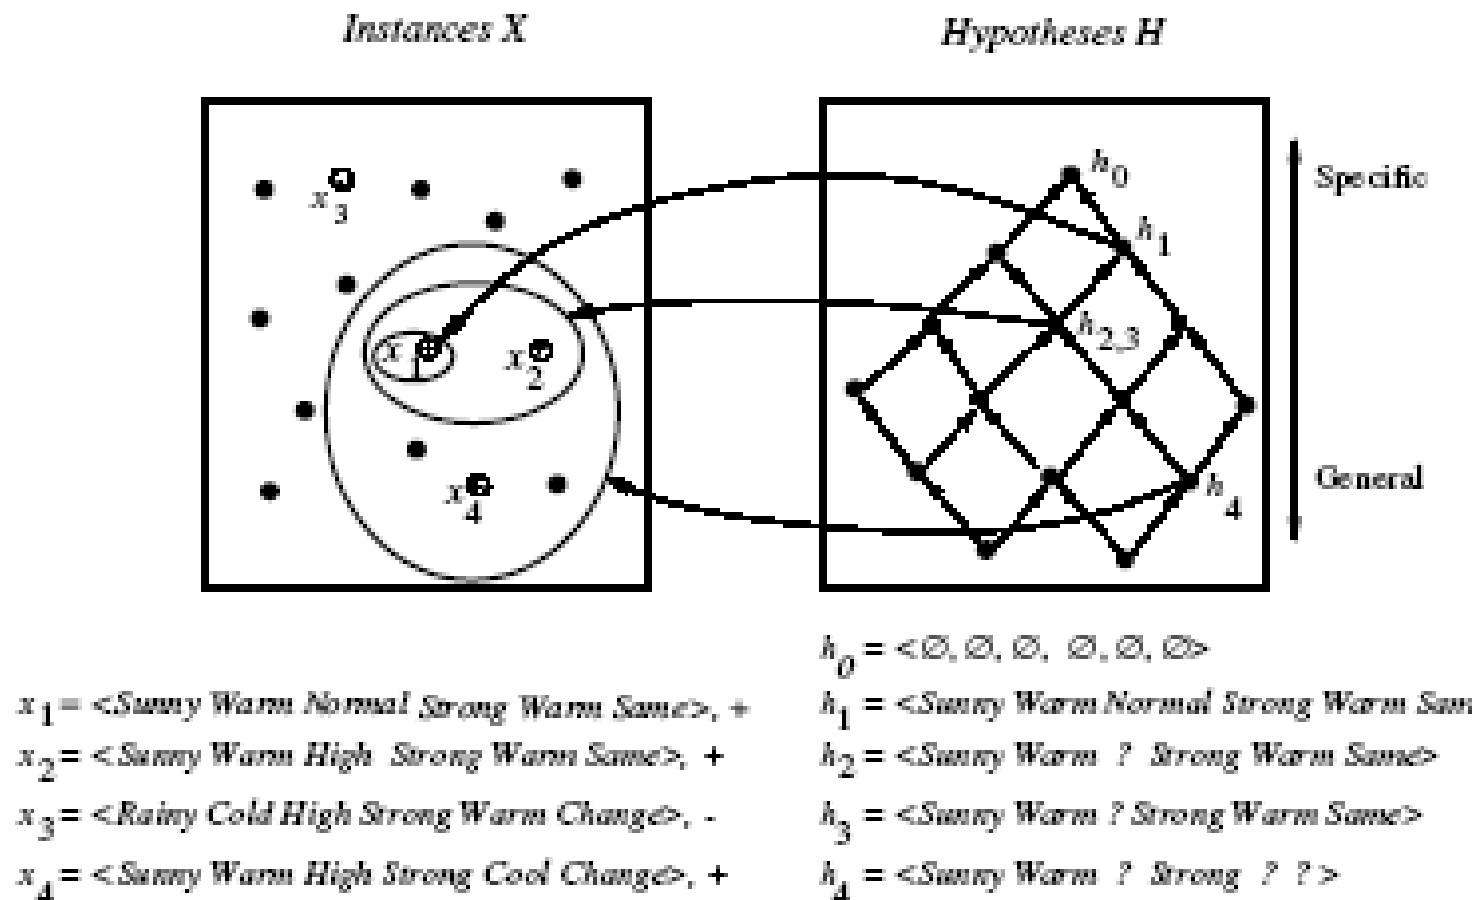 Instances X
Hypotheses H
h0
Specific
x3
h1
h2,3
x1
x2
General
x4
h4
h0 = <∅, ∅, ∅, ∅, ∅, ∅>
x1 = <Sunny Warm Normal Strong Warm Same>, +
h1 = <Sunny Warm Normal Strong Warm Sam
x2 = <Sunny Warm High Strong Warm Same>, +
h2 = <Sunny Warm ? Strong Warm Same>
x3 = <Rainy Cold High Strong Warm Change>, -
h3 = <Sunny Warm ? Strong Warm Same>
x4 = <Sunny Warm High Strong Cool Change>, +
h4 = <Sunny Warm ? Strong ? ? >